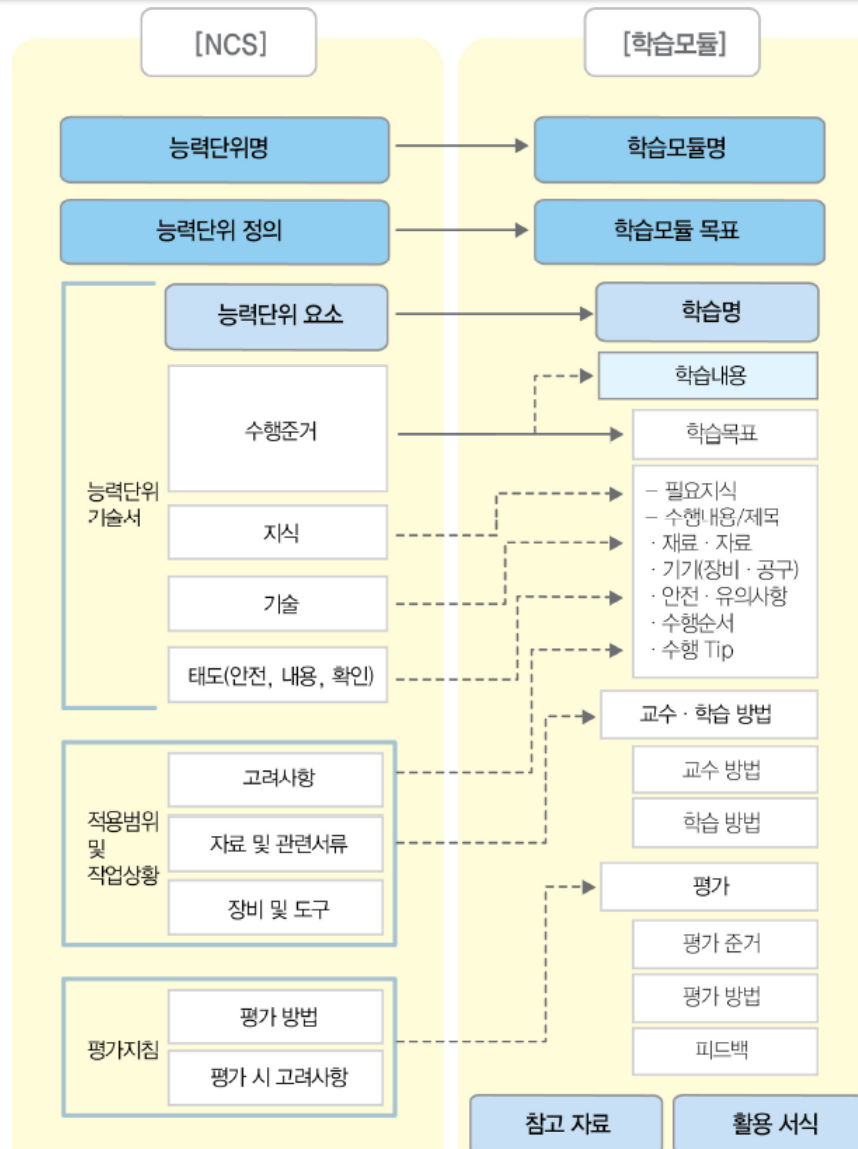 [NCS]
[학습모듈]
능력단위명
학습모듈명
능력단위 정의
학습모듈 목표
능력단위 요소
학습명
학습내용
수행준거
학습목표
능력단위
기술서
지식
기술
태도(안전, 내용, 확인)
– 필요지식
– 수행내용/제목
· 재료 · 자료
· 기기(장비 · 공구)
· 안전 · 유의사항
· 수행순서
· 수행 Tip
교수 · 학습 방법
교수 방법
학습 방법
적용범위
및
작업상황
고려사항
자료 및 관련서류
장비 및 도구
평가
평가 준거
평가 방법
피드백
평가지침
평가 방법
평가 시 고려사항
참고 자료
활용 서식